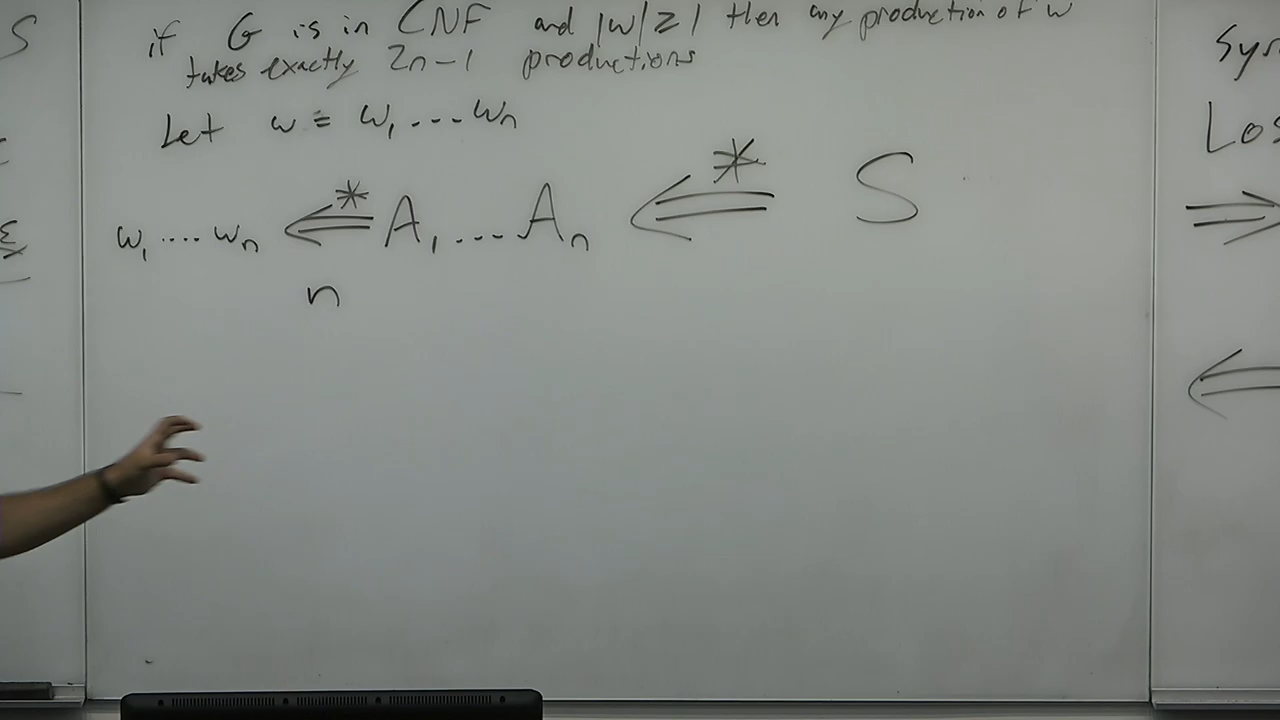 S
if G is in CNF and |w| ≥ 1 then any production of w
takes exactly 2n-1 productions
Let w = w₁ .... wₙ
w₁ .... wₙ ⇐* A₁ .... Aₙ ⇐* S
n